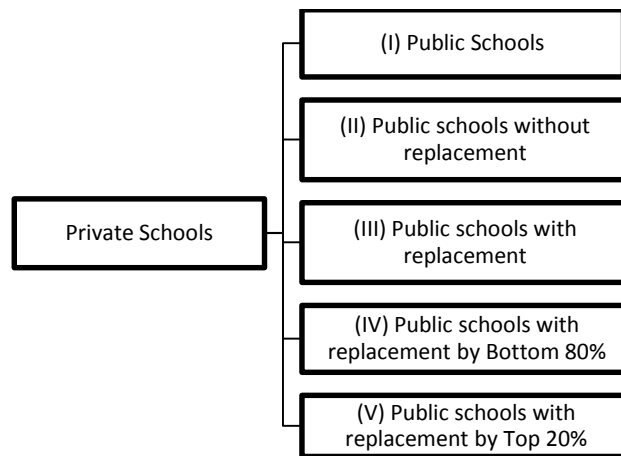 (I) Public Schools
(II) Public schools without
replacement
Private Schools
(III) Public schools with
replacement
(IV) Public schools with
replacement by Bottom 80%
(V) Public schools with
replacement by Top 20%